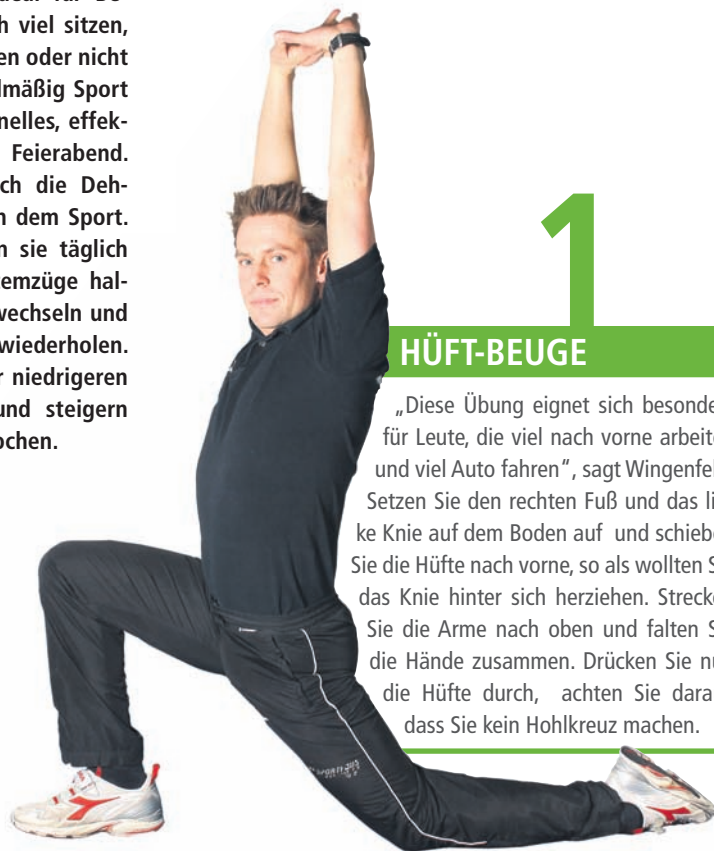 h viel sitzen,
en oder nicht
lmäßig Sport
nelles, effek-
Feierabend.
ch die Deh-
n dem Sport.
n sie täglich
temzüge hal-
wechseln und
wiederholen.
r niedrigeren
und steigern
ochen.
1
HÜFT-BEUGE
„Diese Übung eignet sich besonde
für Leute, die viel nach vorne arbeite
und viel Auto fahren“, sagt Wingenfel
Setzen Sie den rechten Fuß und das li
ke Knie auf dem Boden auf und schiebe
Sie die Hüfte nach vorne, so als wollten S
das Knie hinter sich herziehen. Strecke
Sie die Arme nach oben und falten S
die Hände zusammen. Drücken Sie nu
die Hüfte durch, achten Sie dara
dass Sie kein Hohlkreuz machen.